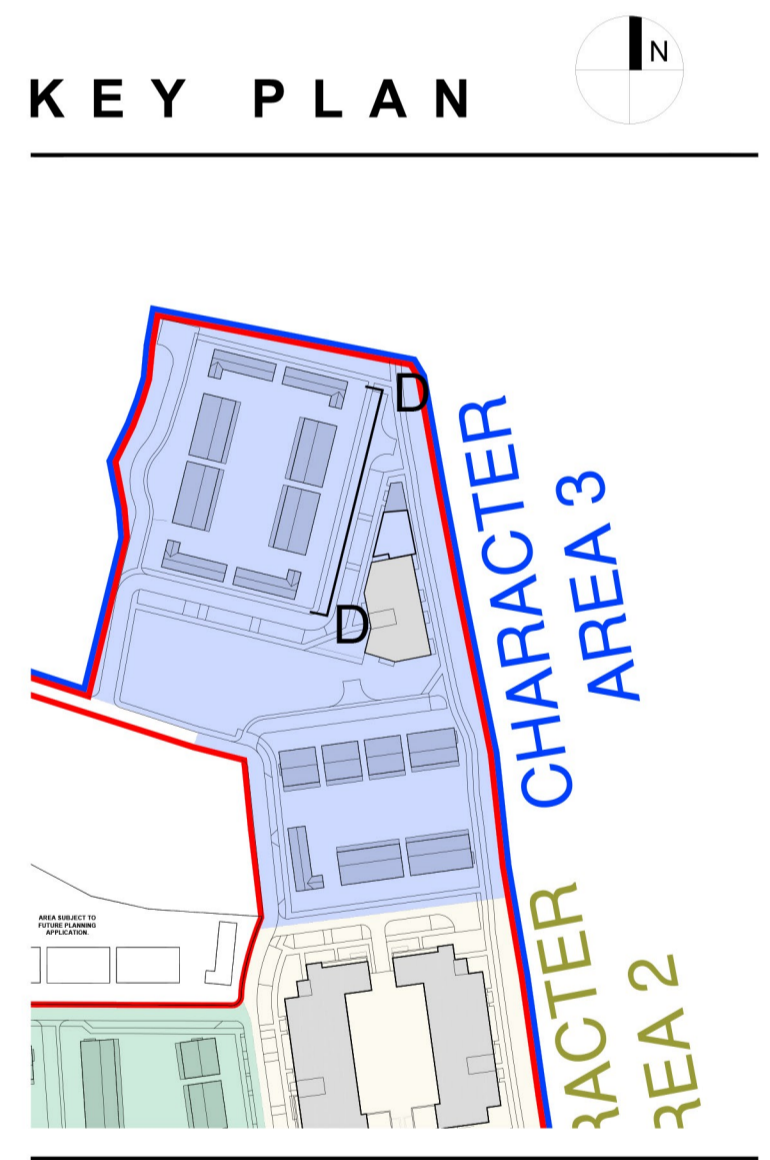 N
KEY PLAN
D
CHARACTER
AREA 3
D
AREA SUBJECT TO
FUTURE PLANNING
APPLICATION.
RACTER
REA 2